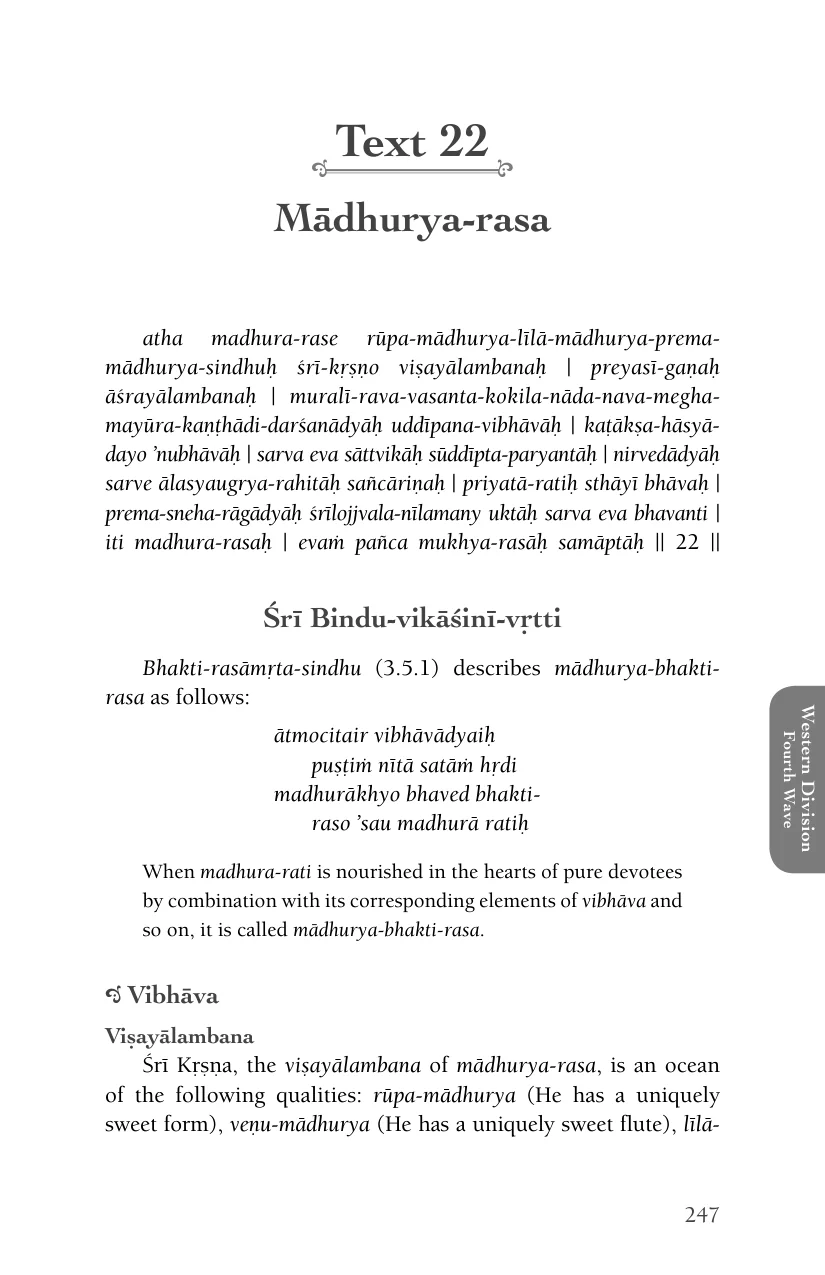 Text 22
Mādhurya-rasa
atha madhura-rase rūpa-mādhurya-līlā-mādhurya-prema-
mādhurya-sindhuḥ śrī-kṛṣṇo viṣayālambanaḥ | preyasī-gaṇaḥ
āśrayālambanaḥ | muralī-rava-vasanta-kokila-nāda-nava-megha-
mayūra-kaṇṭhādi-darśanādyāḥ uddīpana-vibhāvāḥ | kaṭākṣa-hāsyā-
dayo ’nubhāvāḥ | sarva eva sāttvikāḥ sūddīpta-paryantāḥ | nirvedādyāḥ
sarve ālasyaugrya-rahitāḥ sañcāriṇaḥ | priyatā-ratiḥ sthāyī bhāvaḥ |
prema-sneha-rāgādyāḥ śrīlojjvala-nīlamany uktāḥ sarva eva bhavanti |
iti madhura-rasaḥ | evaṁ pañca mukhya-rasāḥ samāptāḥ || 22 ||
Śrī Bindu-vikāśinī-vṛtti
Bhakti-rasāmṛta-sindhu (3.5.1) describes mādhurya-bhakti-
rasa as follows:
ātmocitair vibhāvādyaiḥ
puṣṭiṁ nītā satāṁ hṛdi
madhurākhyo bhaved bhakti-
raso ’sau madhurā ratiḥ
When madhura-rati is nourished in the hearts of pure devotees
by combination with its corresponding elements of vibhāva and
so on, it is called mādhurya-bhakti-rasa.
Vibhāva
Viṣayālambana
Śrī Kṛṣṇa, the viṣayālambana of mādhurya-rasa, is an ocean
of the following qualities: rūpa-mādhurya (He has a uniquely
sweet form), veṇu-mādhurya (He has a uniquely sweet flute), līlā-
Western Division
Fourth Wave
247